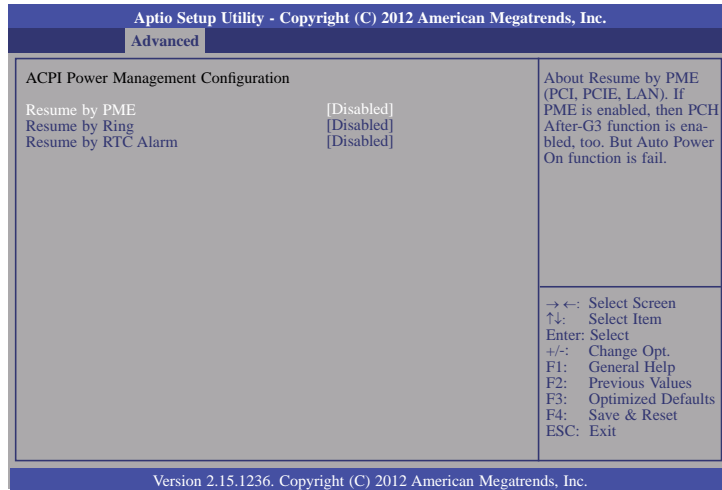 Aptio Setup Utility - Copyright (C) 2012 American Megatrends, Inc.
Advanced
ACPI Power Management Configuration
Resume by PME [Disabled]
Resume by Ring [Disabled]
Resume by RTC Alarm [Disabled]
About Resume by PME
(PCI, PCIE, LAN). If
PME is enabled, then PCH
After-G3 function is ena-
bled, too. But Auto Power
On function is fail.
→ ←: Select Screen
↑↓: Select Item
Enter: Select
+/-: Change Opt.
F1: General Help
F2: Previous Values
F3: Optimized Defaults
F4: Save & Reset
ESC: Exit
Version 2.15.1236. Copyright (C) 2012 American Megatrends, Inc.